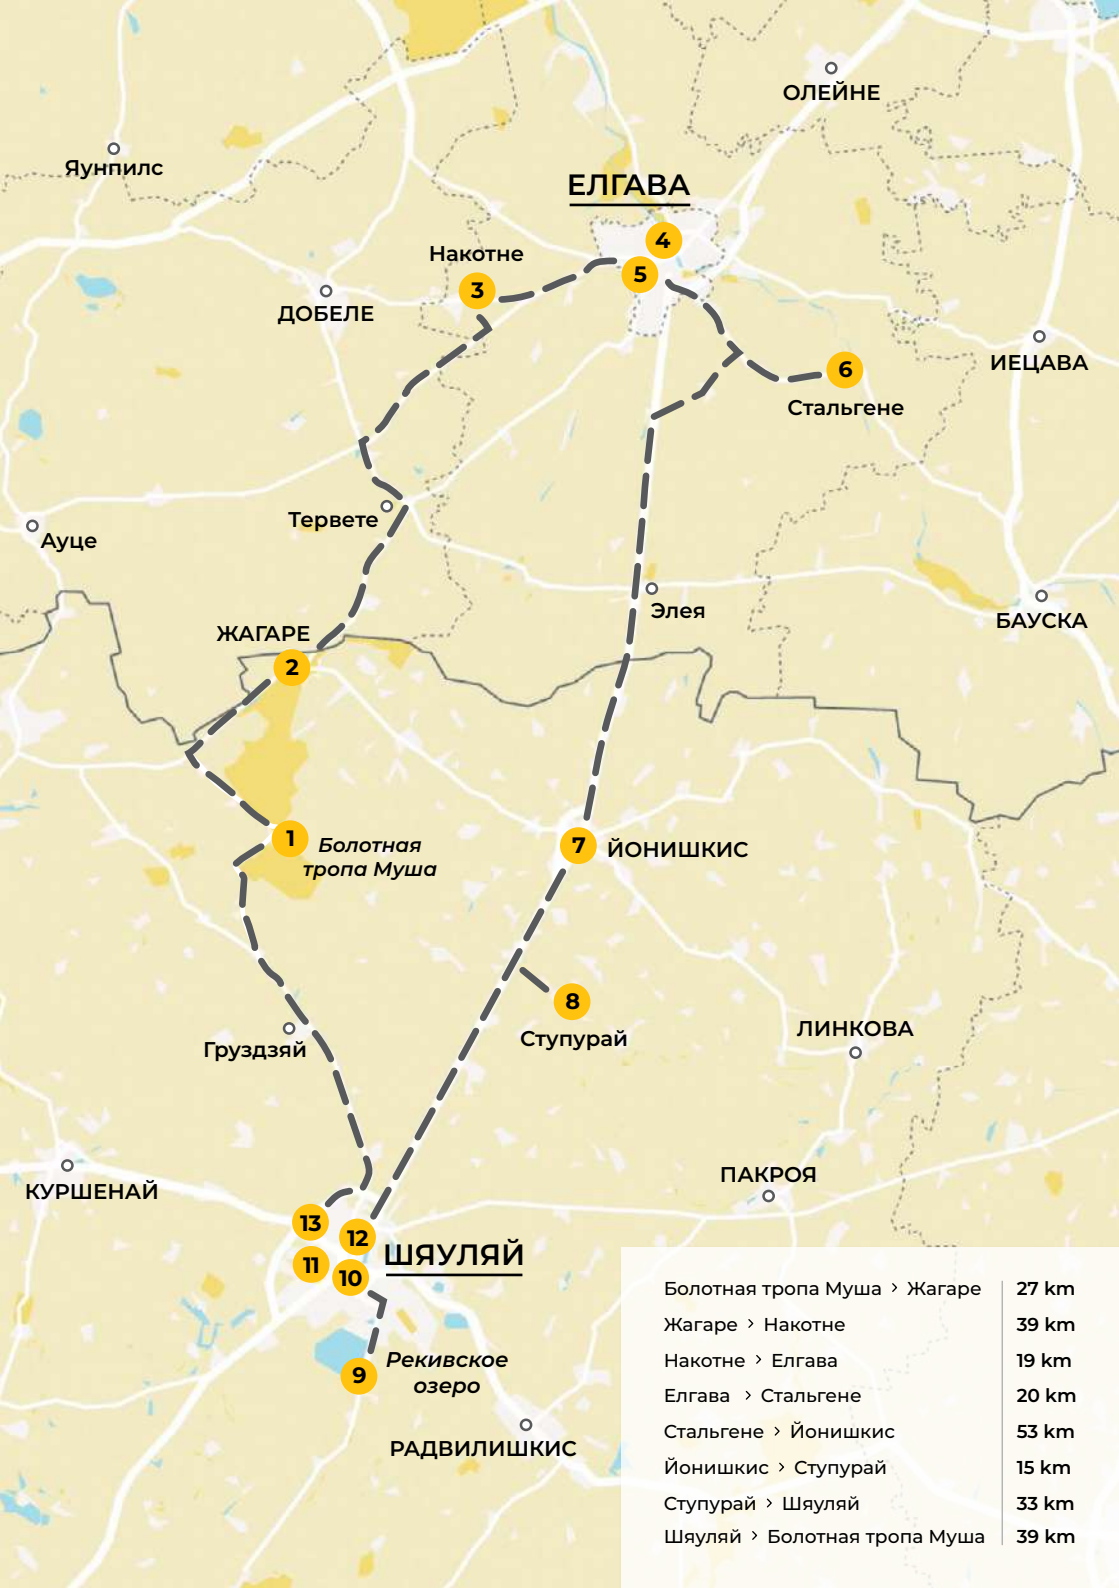 ОЛЕЙНЕ
Яунпилс
ЕЛГАВА
4
Накотне
5
3
ДОБЕЛЕ
ИЕЦАВА
6
Стальгене
Тервете
Ауце
Элея
БАУСКА
ЖАГАРЕ
2
1
Болотная
тропа Муша
7
ЙОНИШКИС
8
Ступурай
Груздзяй
ЛИНКОВА
КУРШЕНАЙ
ПАКРОЯ
13
12
ШЯУЛЯЙ
11
10
9
Рекивское
озеро
РАДВИЛИШКИС
Болотная тропа Муша > Жагаре 27 km
Жагаре > Накотне 39 km
Накотне > Елгава 19 km
Елгава > Стальгене 20 km
Стальгене > Йонишкис 53 km
Йонишкис > Ступурай 15 km
Ступурай > Шяуляй 33 km
Шяуляй > Болотная тропа Муша 39 km